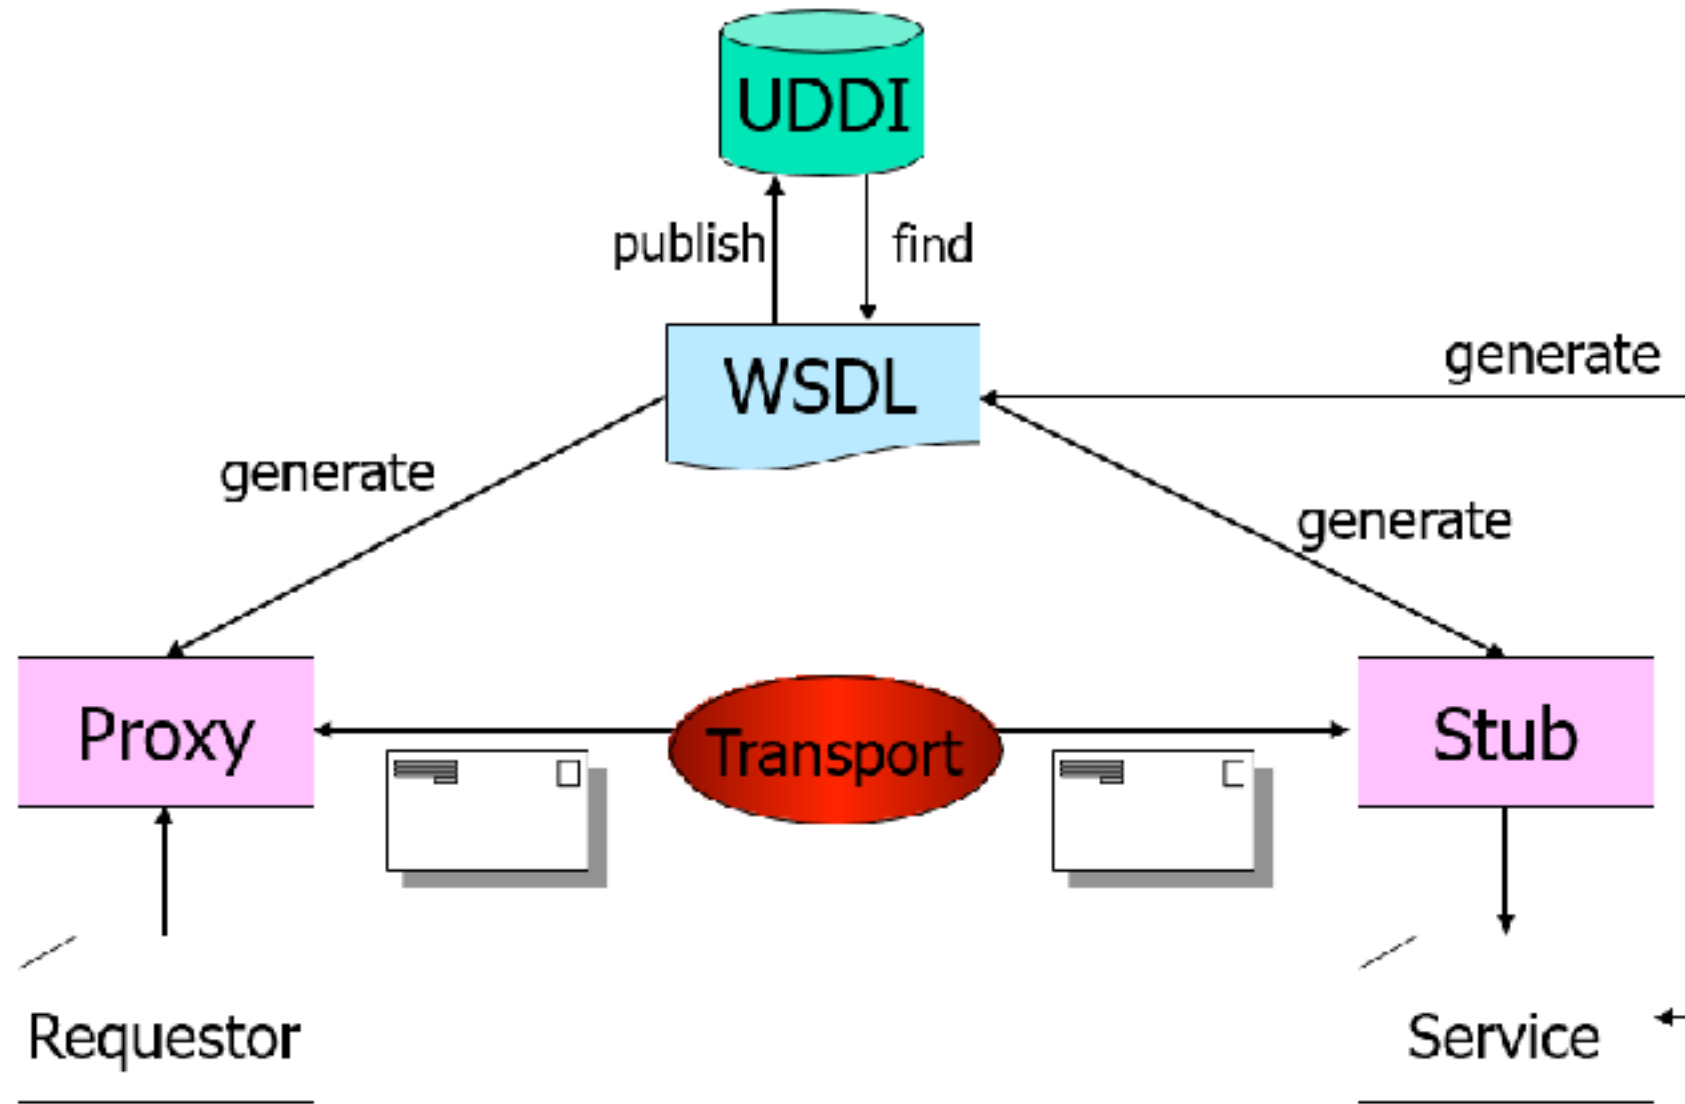 UDDI
publish
find
generate
WSDL
generate
generate
Proxy
Transport
Stub
Requestor
Service